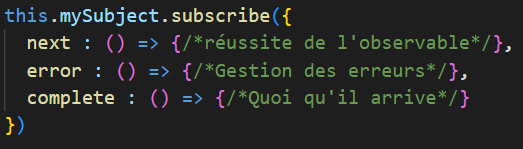 this.mySubject.subscribe({
  next : () => {/*réussite de l'observable*/},
  error : () => {/*Gestion des erreurs*/},
  complete : () => {/*Quoi qu'il arrive*/}
})